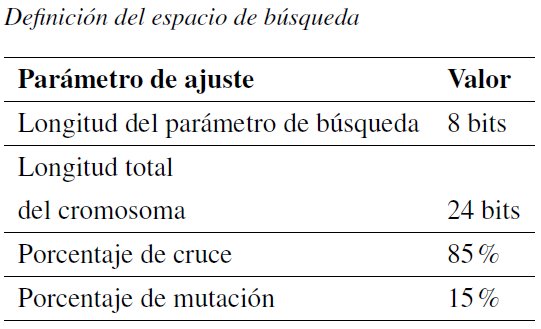 Definición del espacio de búsqueda
Parámetro de ajuste Valor
Longitud del parámetro de búsqueda 8 bits
Longitud total
del cromosoma 24 bits
Porcentaje de cruce 85 %
Porcentaje de mutación 15 %